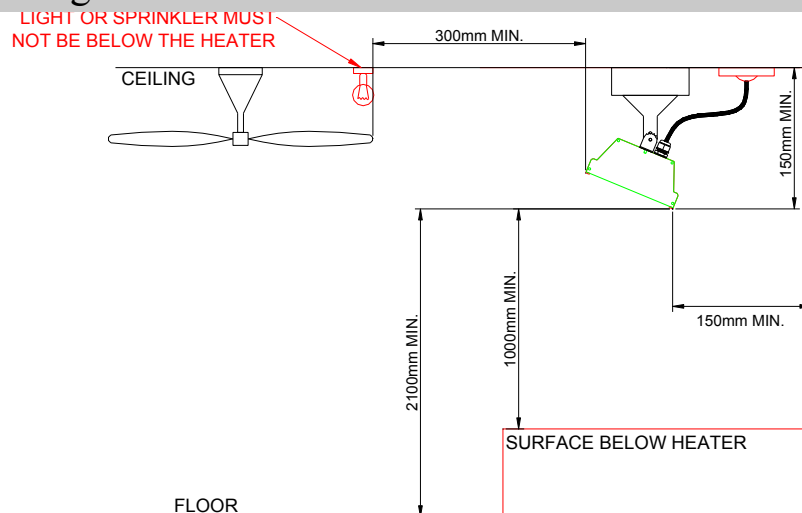 LIGHT OR SPRINKLER MUST
NOT BE BELOW THE HEATER
300mm MIN.
CEILING
150mm MIN.
150mm MIN.
1000mm MIN.
2100mm MIN.
SURFACE BELOW HEATER
FLOOR